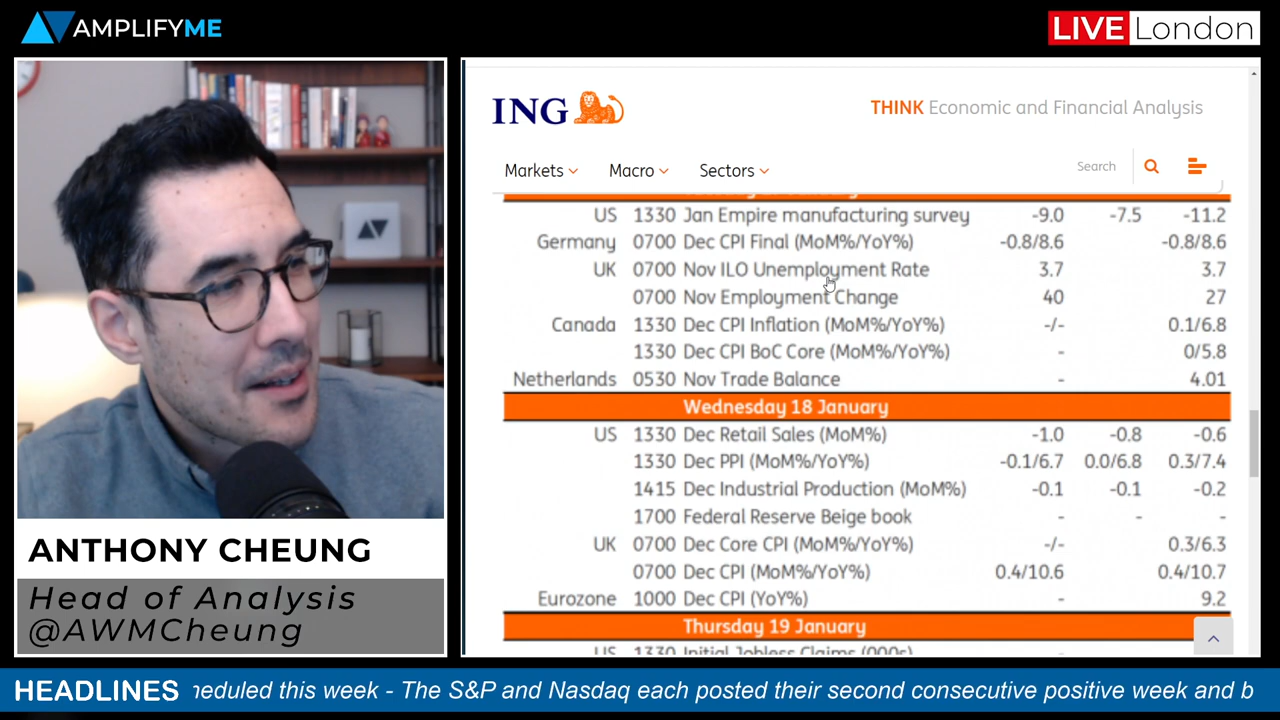 AMPLIFYME
LIVE London
ING
THINK Economic and Financial Analysis
Markets
Macro
Sectors
Search
US 1330 Jan Empire manufacturing survey -9.0 -7.5 -11.2
Germany 0700 Dec CPI Final (MoM%/YoY%) -0.8/8.6 -0.8/8.6
UK 0700 Nov ILO Unemployment Rate 3.7 3.7
0700 Nov Employment Change 40 27
Canada 1330 Dec CPI Inflation (MoM%/YoY%) -/- 0.1/6.8
1330 Dec CPI BoC Core (MoM%/YoY%) - 0/5.8
Netherlands 0530 Nov Trade Balance - 4.01
Wednesday 18 January
US 1330 Dec Retail Sales (MoM%) -1.0 -0.8 -0.6
1330 Dec PPI (MoM%/YoY%) -0.1/6.7 0.0/6.8 0.3/7.4
1415 Dec Industrial Production (MoM%) -0.1 -0.1 -0.2
1700 Federal Reserve Beige book - - -
UK 0700 Dec Core CPI (MoM%/YoY%) -/- 0.3/6.3
0700 Dec CPI (MoM%/YoY%) 0.4/10.6 0.4/10.7
Eurozone 1000 Dec CPI (YoY%) - 9.2
Thursday 19 January
US 1330 Initial Jobless Claims (000s)
ANTHONY CHEUNG
Head of Analysis
@AWMCheung
HEADLINES neduled this week - The S&P and Nasdaq each posted their second consecutive positive week and b